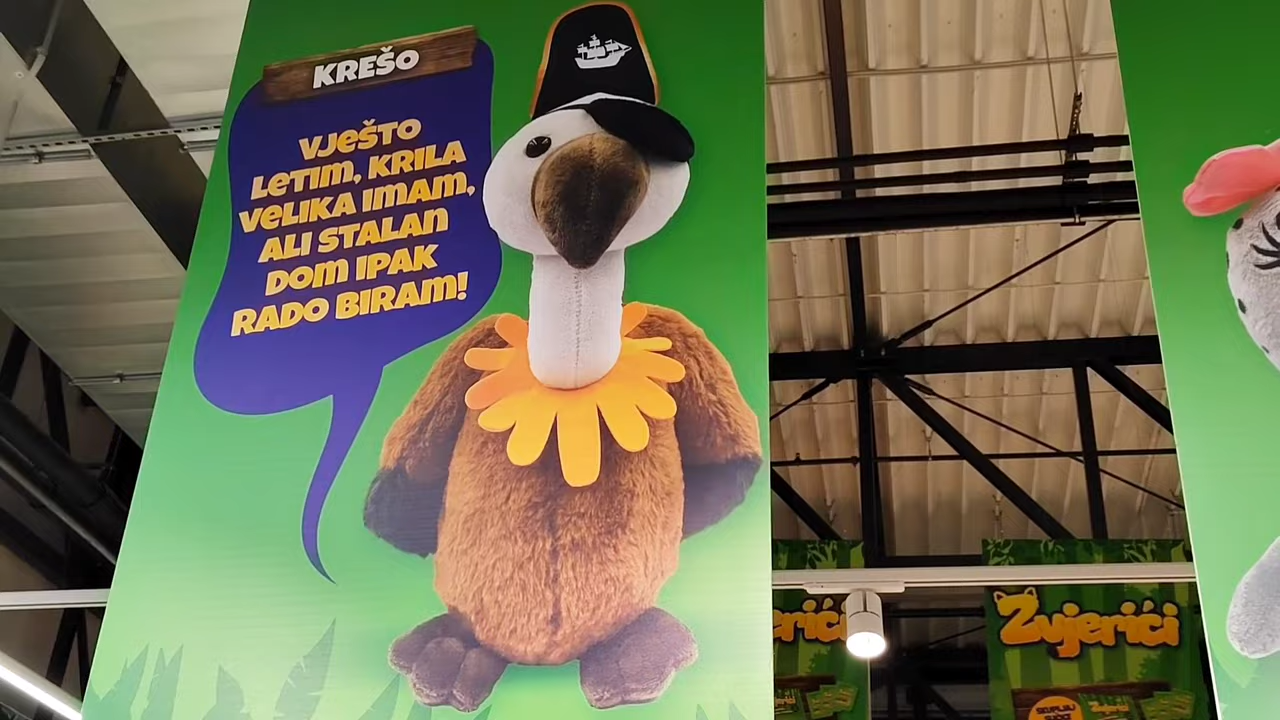 KREŠO
VJEŠTO
LETIM, KRILA
VELIKA IMAM,
ALI STALAN
DOM IPAK
RADO BIRAM!
Zvjerići